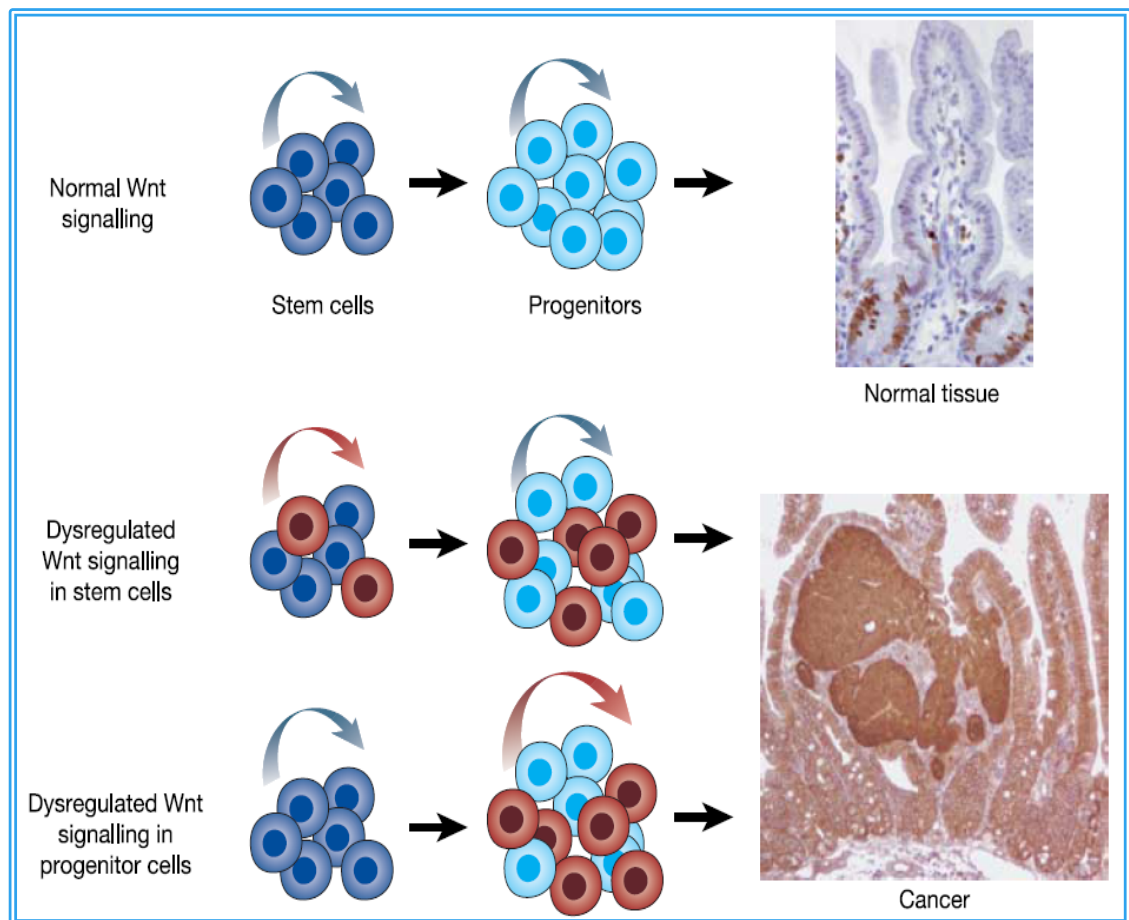 Normal Wnt
signalling
Stem cells
Progenitors
Normal tissue
Dysregulated
Wnt signalling
in stem cells
Dysregulated Wnt
signalling in
progenitor cells
Cancer